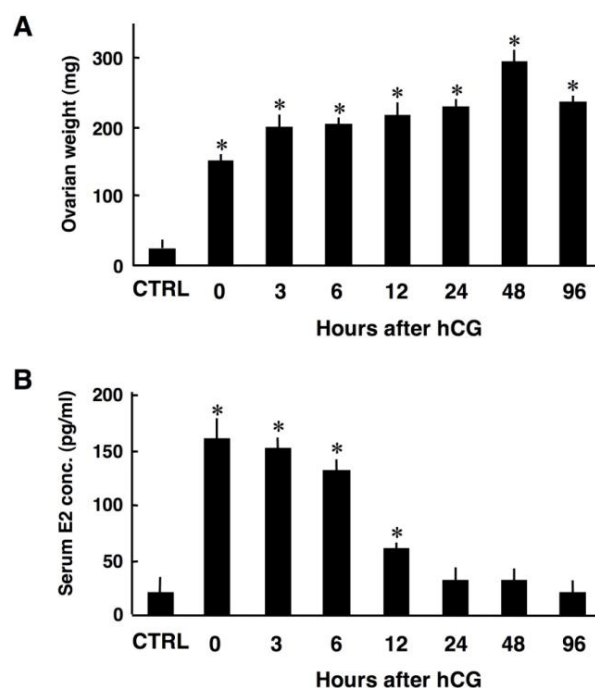 A
Ovarian weight (mg)
300
200
100
0
* * * * * * *
CTRL 0 3 6 12 24 48 96
Hours after hCG
B
Serum E2 conc. (pg/ml)
200
150
100
50
0
* * * *
CTRL 0 3 6 12 24 48 96
Hours after hCG